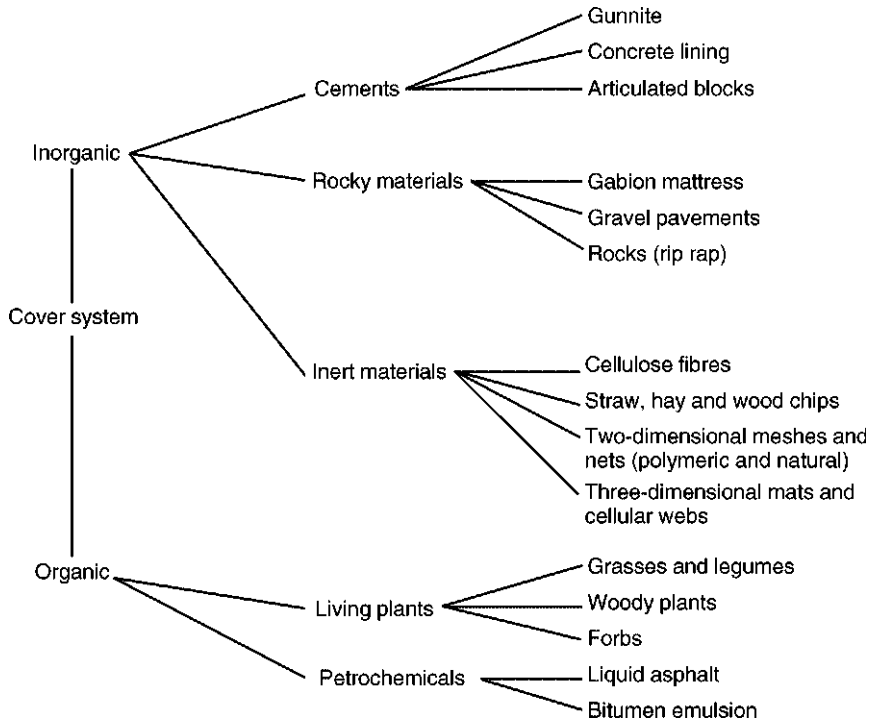 Gunnite
Concrete lining
Cements
Articulated blocks
Inorganic
Rocky materials
Gabion mattress
Gravel pavements
Rocks (rip rap)
Cover system
Inert materials
Cellulose fibres
Straw, hay and wood chips
Two-dimensional meshes and
nets (polymeric and natural)
Three-dimensional mats and
cellular webs
Organic
Grasses and legumes
Living plants
Woody plants
Forbs
Petrochemicals
Liquid asphalt
Bitumen emulsion